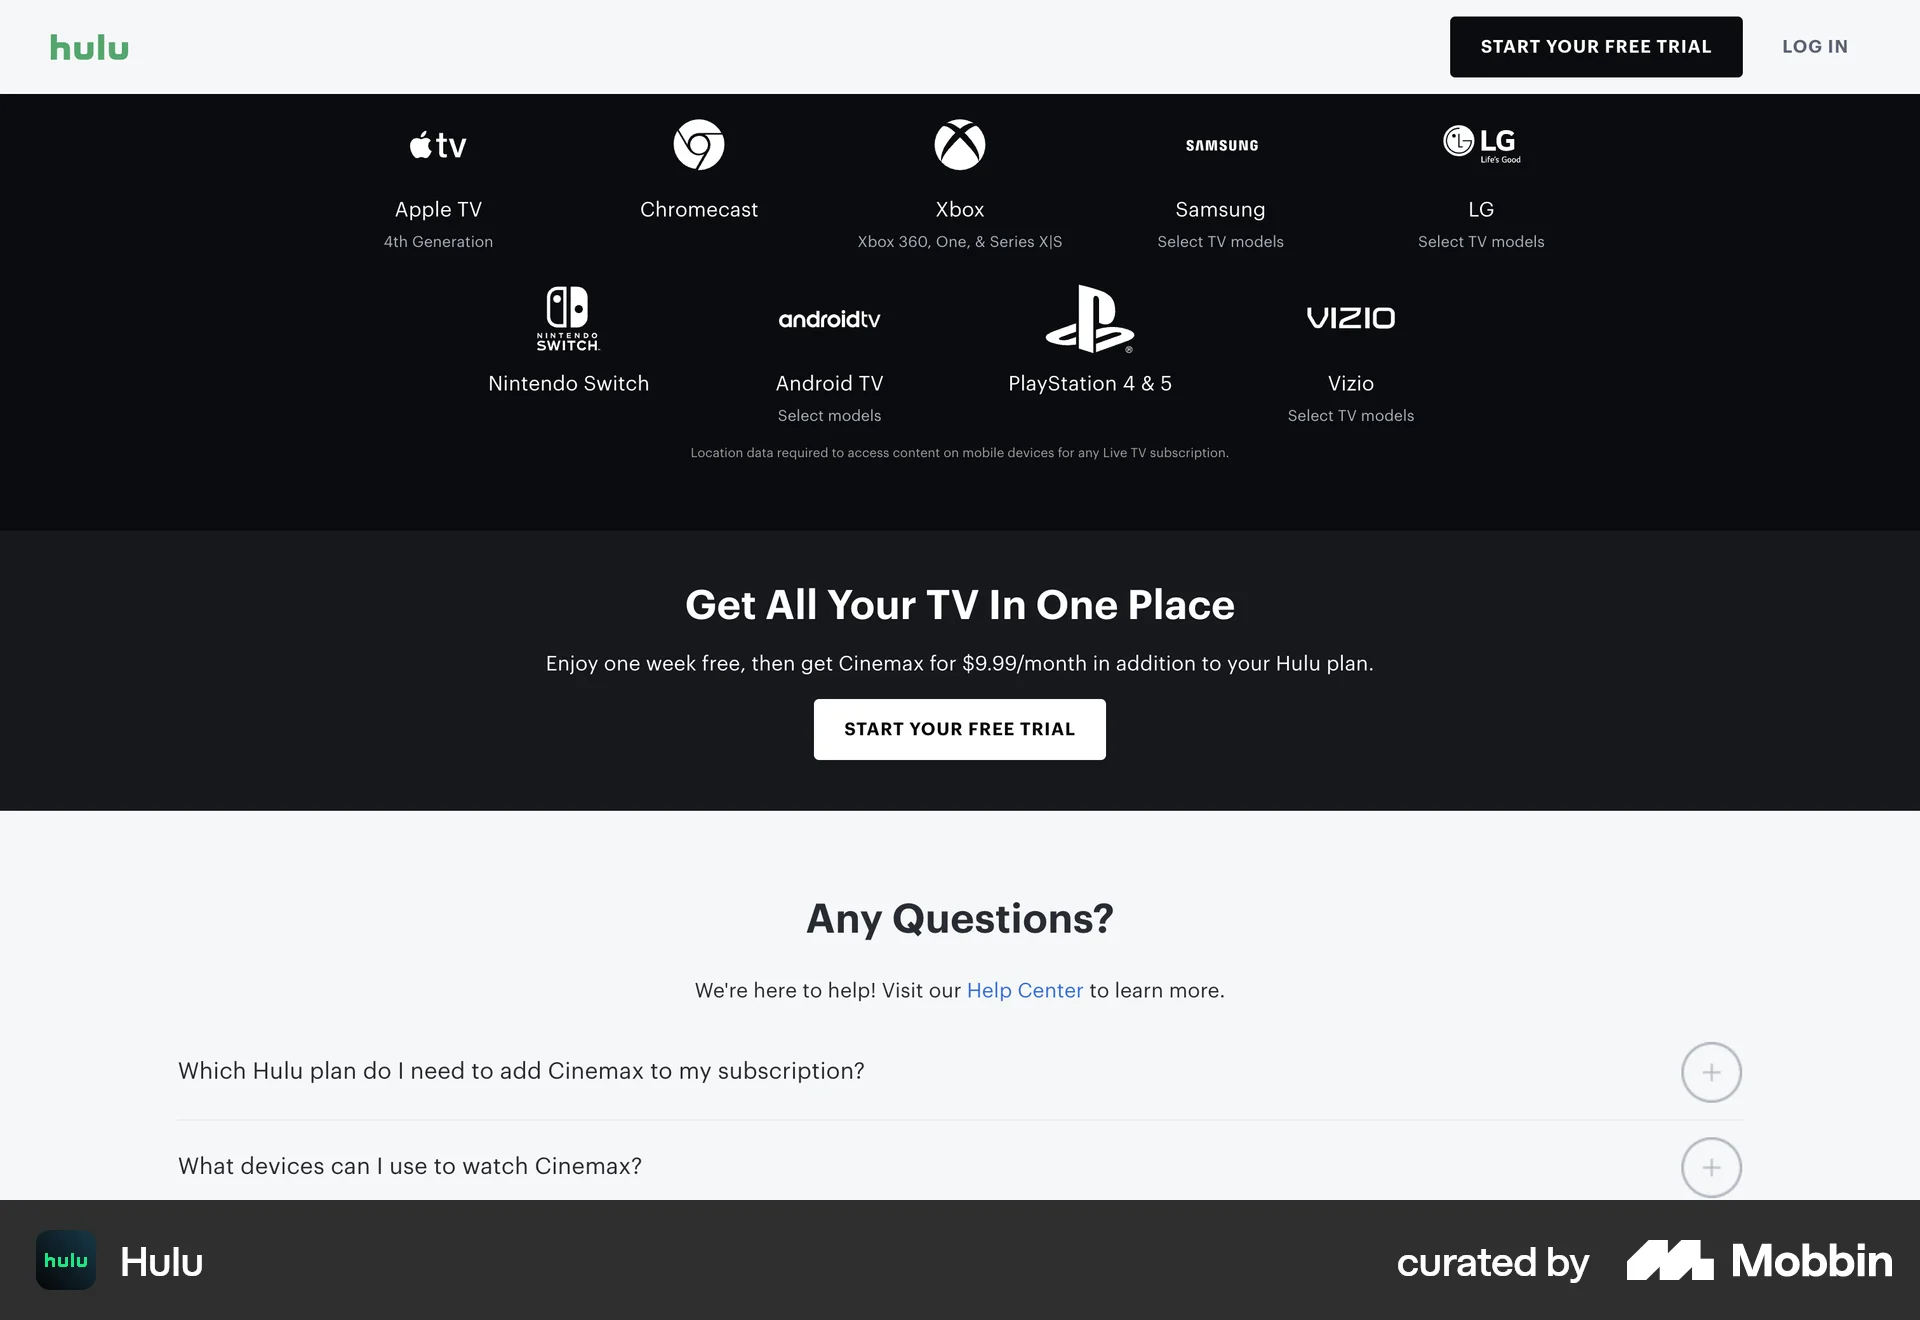 hulu
START YOUR FREE TRIAL
LOG IN
tv
SAMSUNG
LG
Life's Good
Apple TV
Chromecast
Xbox
Samsung
LG
4th Generation
Xbox 360, One, & Series X|S
Select TV models
Select TV models
NINTENDO
SWITCH.
androidtv
VIZIO
Nintendo Switch
Android TV
PlayStation 4 & 5
Vizio
Select models
Select TV models
Location data required to access content on mobile devices for any Live TV subscription.
Get All Your TV In One Place
Enjoy one week free, then get Cinemax for $9.99/month in addition to your Hulu plan.
START YOUR FREE TRIAL
Any Questions?
We're here to help! Visit our Help Center to learn more.
Which Hulu plan do I need to add Cinemax to my subscription?
What devices can I use to watch Cinemax?
hulu
Hulu
curated by
Mobbin